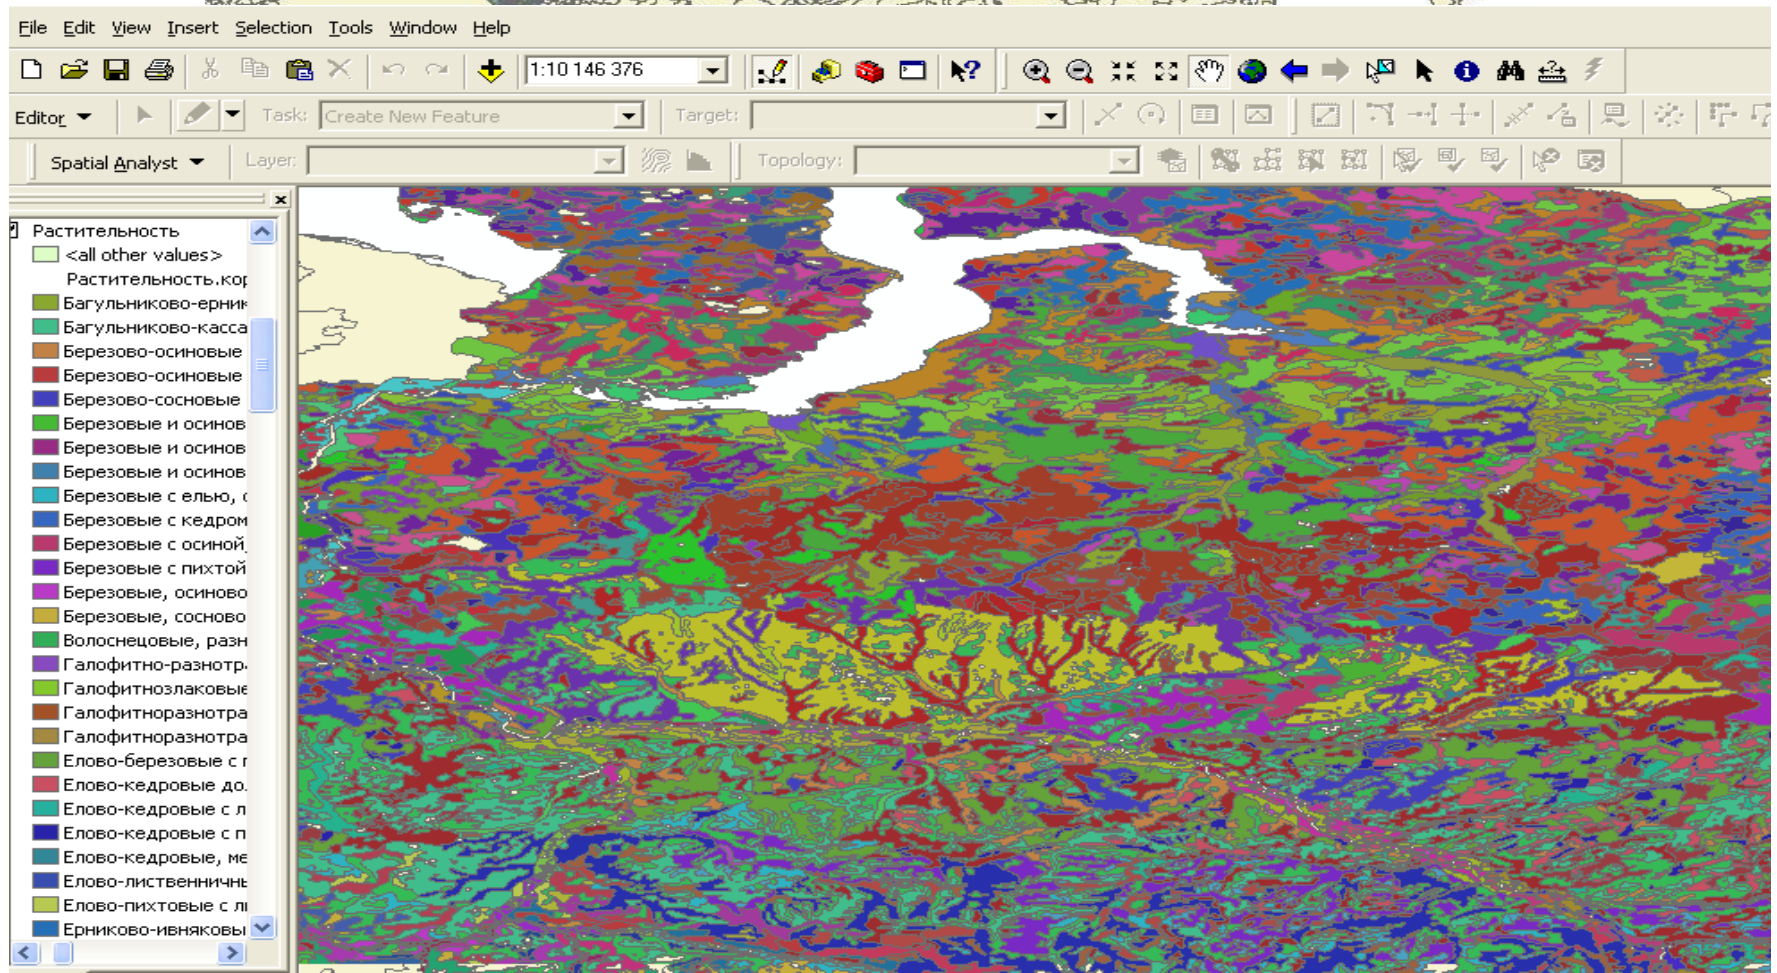 File Edit View Insert Selection Tools Window Help
1:10 146 376
Editor Task: Create New Feature Target:
Spatial Analyst Layer: Topology:
Растительность
<all other values>
Растительность.кор
Багульниково-ерник
Багульниково-касса
Березово-осиновые
Березово-осиновые
Березово-сосновые
Березовые и осинов
Березовые и осинов
Березовые и осинов
Березовые с елью, с
Березовые с кедром
Березовые с осиной,
Березовые с пихтой
Березовые, осиново
Березовые, сосново
Волоснецовые, разн
Галофитно-разнотр
Галофитнозлаковые
Галофитноразнотра
Галофитноразнотра
Елово-березовые с п
Елово-кедровые до
Елово-кедровые с л
Елово-кедровые с п
Елово-кедровые, ме
Елово-лиственничн
Елово-пихтовые с л
Ерниково-ивняковы